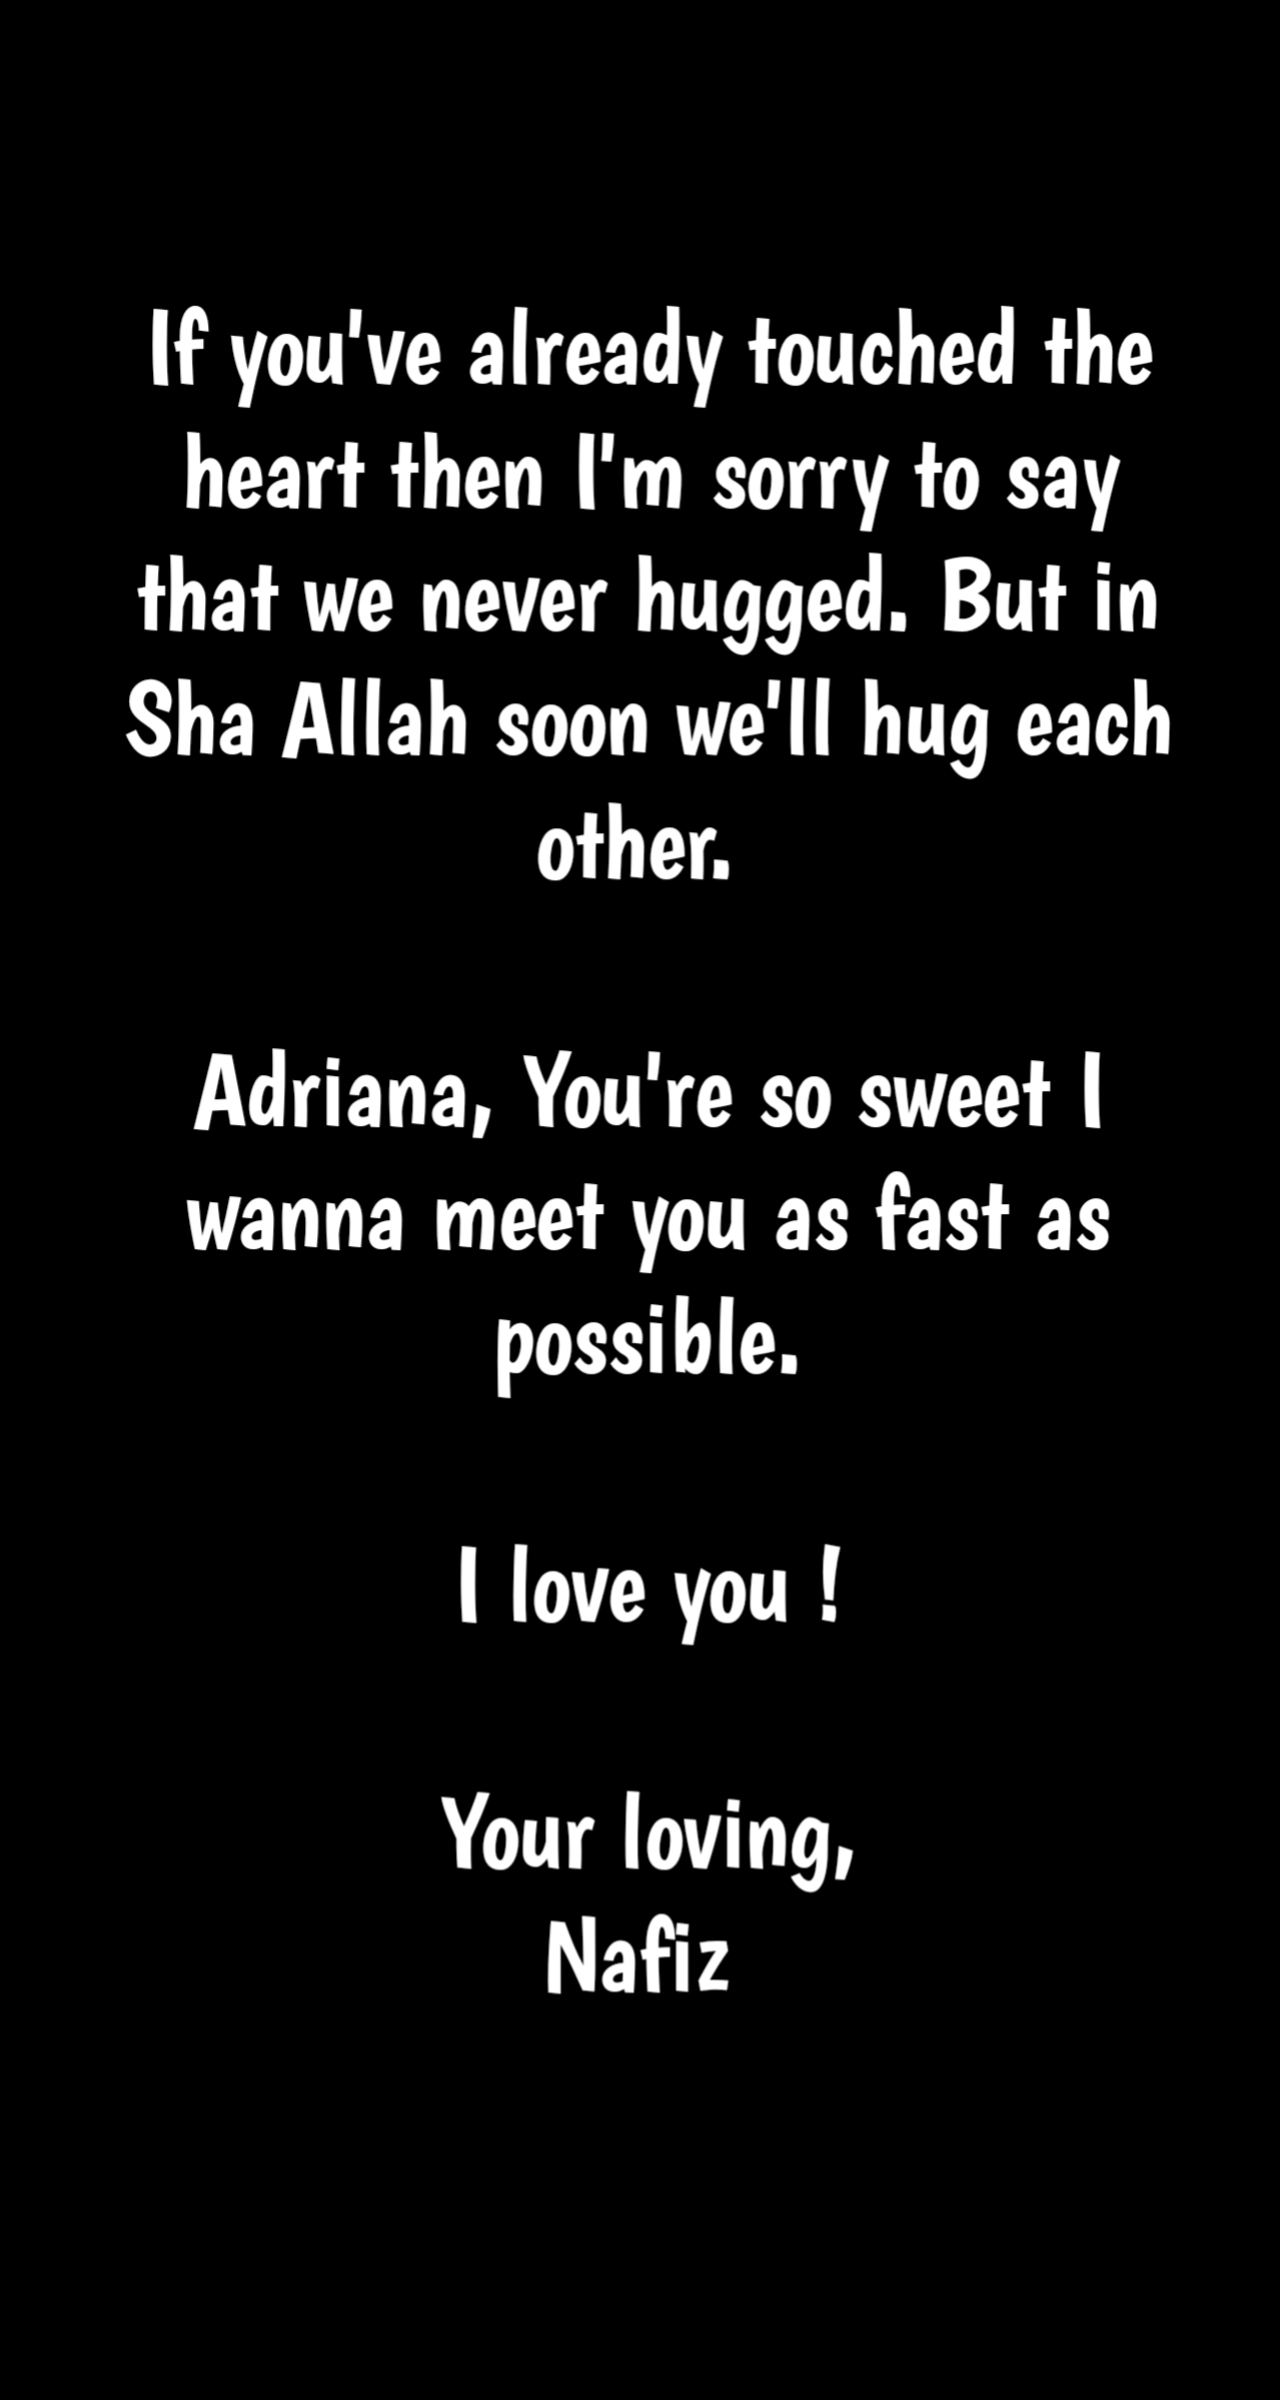 If you've already touched the
heart then I'm sorry to say
that we never hugged. But in
Sha Allah soon we'll hug each
other.
Adriana, You're so sweet I
wanna meet you as fast as
possible.
I love you !
Your loving,
Nafiz